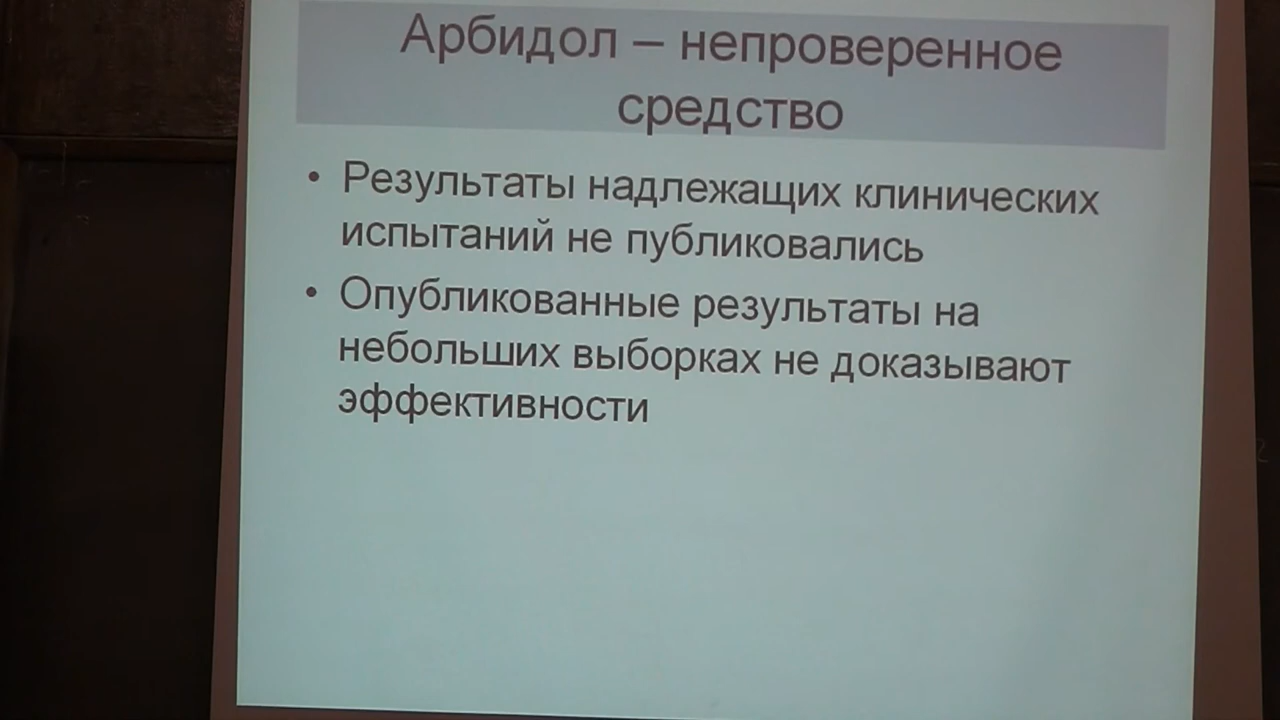 Арбидол – непроверенное
средство
• Результаты надлежащих клинических
испытаний не публиковались
• Опубликованные результаты на
небольших выборках не доказывают
эффективности